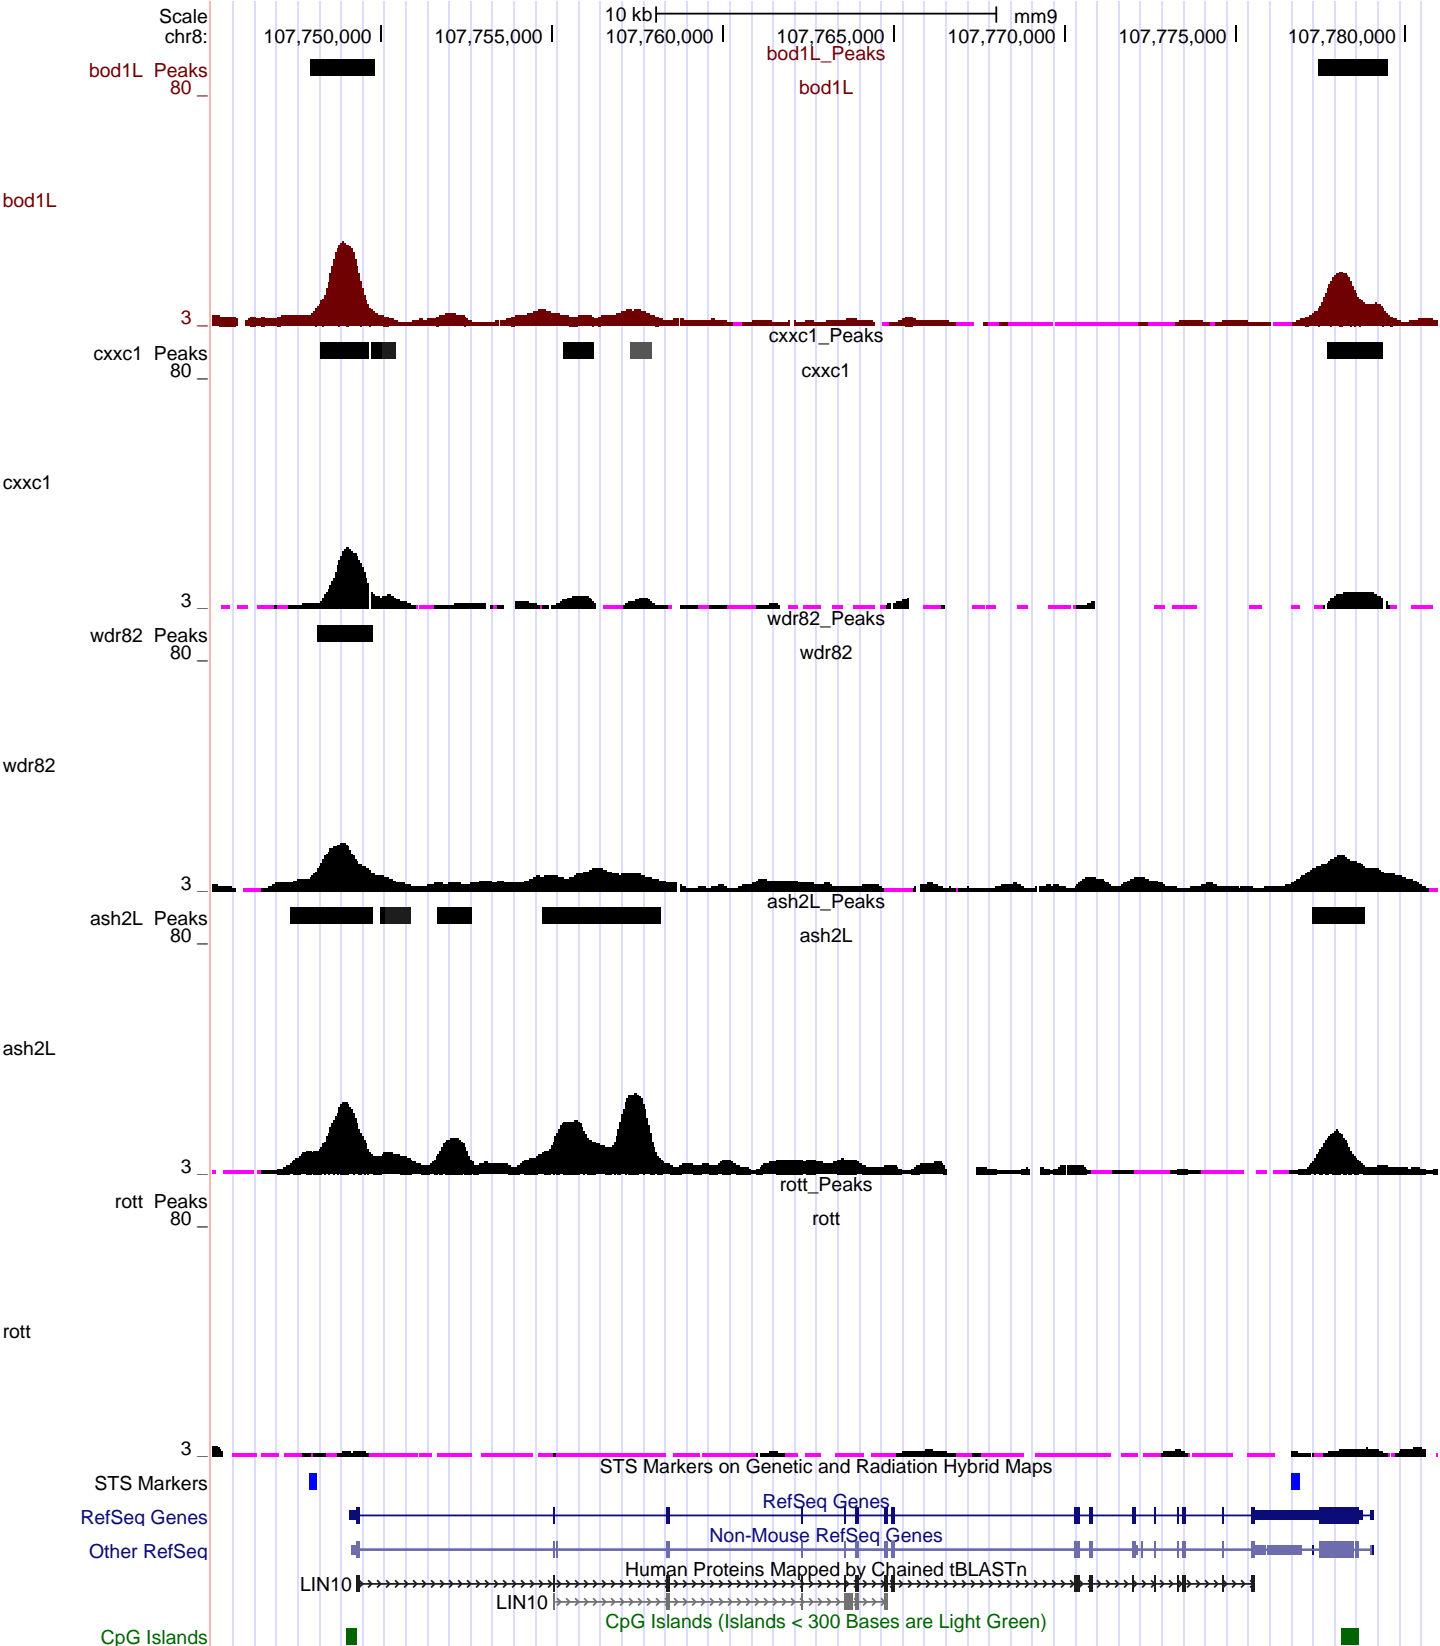 Scale 10 kb mm9
chr8: 107,750,000 107,755,000 107,760,000 107,765,000 107,770,000 107,775,000 107,780,000
bod1L_Peaks
bod1L Peaks
80 _ bod1L
bod1L
3 _
cxxc1_Peaks
cxxc1 Peaks
80 _ cxxc1
cxxc1
3 _
wdr82_Peaks
wdr82 Peaks
80 _ wdr82
wdr82
3 _
ash2L_Peaks
ash2L Peaks
80 _ ash2L
ash2L
3 _
rott_Peaks
rott Peaks
80 _ rott
rott
3 _
STS Markers on Genetic and Radiation Hybrid Maps
STS Markers
RefSeq Genes
RefSeq Genes
Non-Mouse RefSeq Genes
Other RefSeq
Human Proteins Mapped by Chained tBLASTn
LIN10
LIN10
CpG Islands (Islands < 300 Bases are Light Green)
CpG Islands